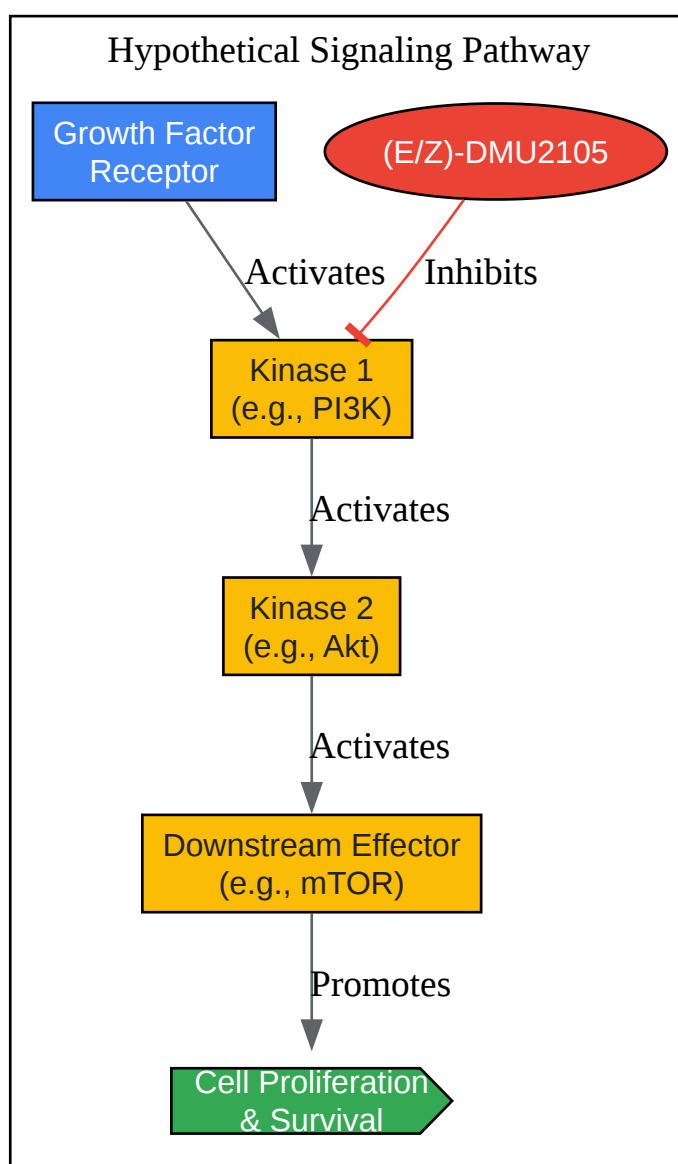 Hypothetical Signaling Pathway
Growth Factor
Receptor
(E/Z)-DMU2105
Activates
Inhibits
Kinase 1
(e.g., PI3K)
Activates
Kinase 2
(e.g., Akt)
Activates
Downstream Effector
(e.g., mTOR)
Promotes
Cell Proliferation
& Survival